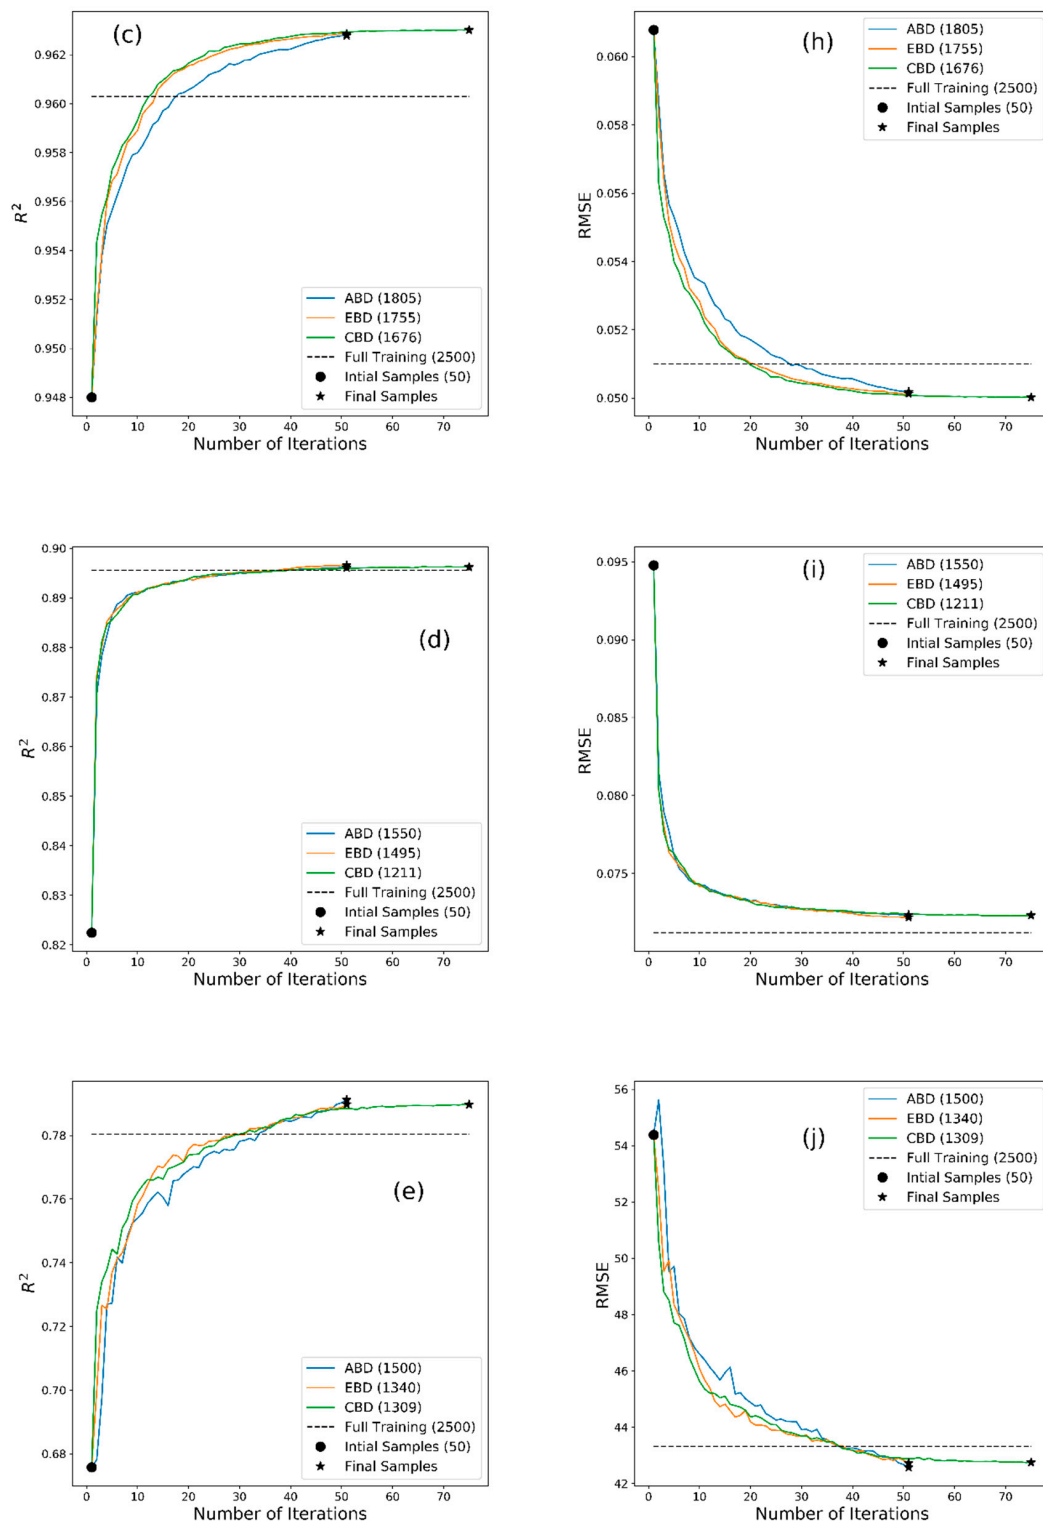 (c)
R²
0.962
0.960
0.958
0.956
0.954
0.952
0.950
0.948
ABD (1805)
EBD (1755)
CBD (1676)
Full Training (2500)
Intial Samples (50)
Final Samples
0 10 20 30 40 50 60 70
Number of Iterations
(h)
RMSE
0.060
0.058
0.056
0.054
0.052
0.050
ABD (1805)
EBD (1755)
CBD (1676)
Full Training (2500)
Intial Samples (50)
Final Samples
0 10 20 30 40 50 60 70
Number of Iterations
(d)
R²
0.90
0.89
0.88
0.87
0.86
0.85
0.84
0.83
0.82
ABD (1550)
EBD (1495)
CBD (1211)
Full Training (2500)
Intial Samples (50)
Final Samples
0 10 20 30 40 50 60 70
Number of Iterations
(i)
RMSE
0.095
0.090
0.085
0.080
0.075
ABD (1550)
EBD (1495)
CBD (1211)
Full Training (2500)
Intial Samples (50)
Final Samples
0 10 20 30 40 50 60 70
Number of Iterations
(e)
R²
0.78
0.76
0.74
0.72
0.70
0.68
ABD (1500)
EBD (1340)
CBD (1309)
Full Training (2500)
Intial Samples (50)
Final Samples
0 10 20 30 40 50 60 70
Number of Iterations
(j)
RMSE
56
54
52
50
48
46
44
42
ABD (1500)
EBD (1340)
CBD (1309)
Full Training (2500)
Intial Samples (50)
Final Samples
0 10 20 30 40 50 60 70
Number of Iterations